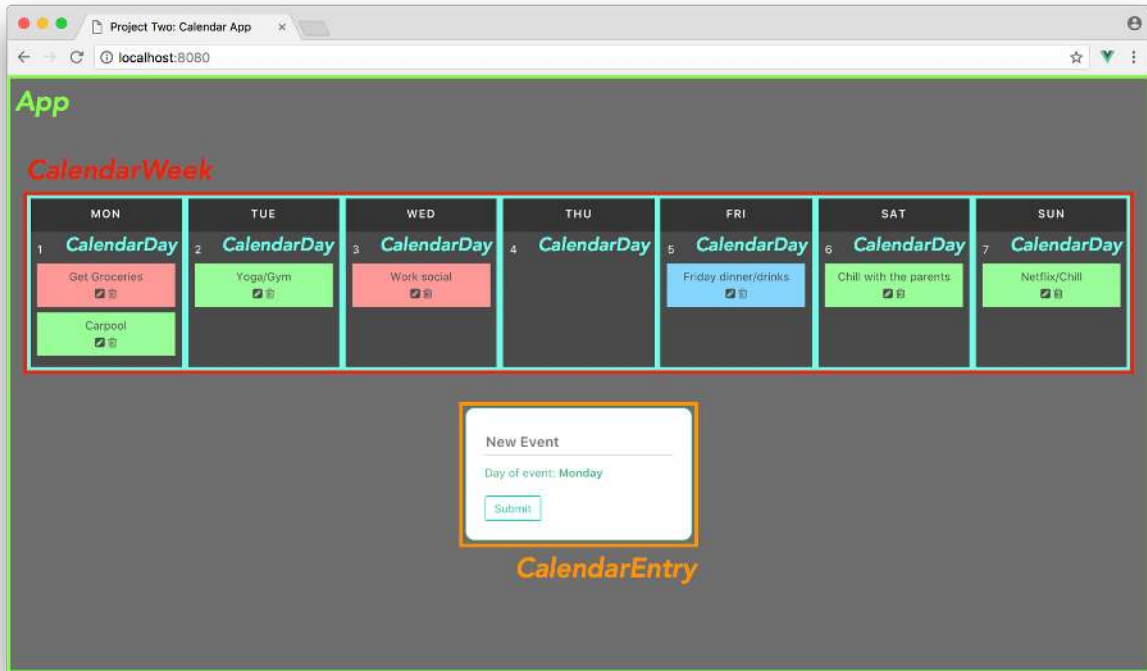 Project Two: Calendar App
localhost:8080
App
CalendarWeek
MON TUE WED THU FRI SAT SUN
1 CalendarDay 2 CalendarDay 3 CalendarDay 4 CalendarDay 5 CalendarDay 6 CalendarDay 7 CalendarDay
Get Groceries Yoga/Gym Work social Friday dinner/drinks Chill with the parents Netflix/Chill
Carpool
New Event
Day of event: Monday
Submit
CalendarEntry